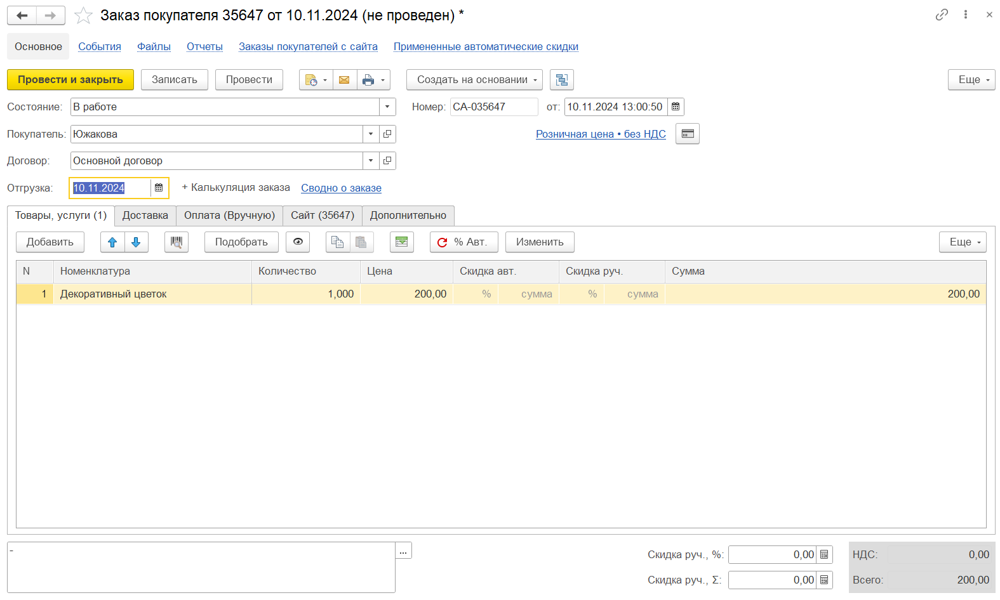 Заказ покупателя 35647 от 10.11.2024 (не проведен) *
Основное События Файлы Отчеты Заказы покупателей с сайта Примененные автоматические скидки
Провести и закрыть Записать Провести Создать на основании Еще
Состояние: В работе Номер: СА-035647 от: 10.11.2024 13:00:50
Покупатель: Южакова Розничная цена • без НДС
Договор: Основной договор
Отгрузка: 10.11.2024 + Калькуляция заказа Сводно о заказе
Товары, услуги (1) Доставка Оплата (Вручную) Сайт (35647) Дополнительно
Добавить Подобрать % Авт. Изменить Еще
N Номенклатура Количество Цена Скидка авт. Скидка руч. Сумма
1 Декоративный цветок 1,000 200,00 % сумма % сумма 200,00
- ... Скидка руч., %: 0,00 НДС: 0,00
Скидка руч., Σ: 0,00 Всего: 200,00